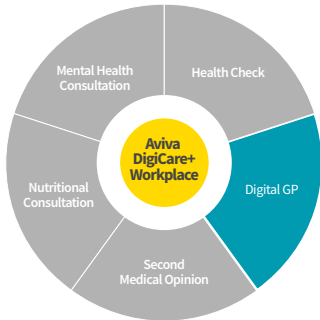 Mental Health
Consultation
Health Check
Aviva
DigiCare+
Workplace
Nutritional
Consultation
Digital GP
Second
Medical Opinion